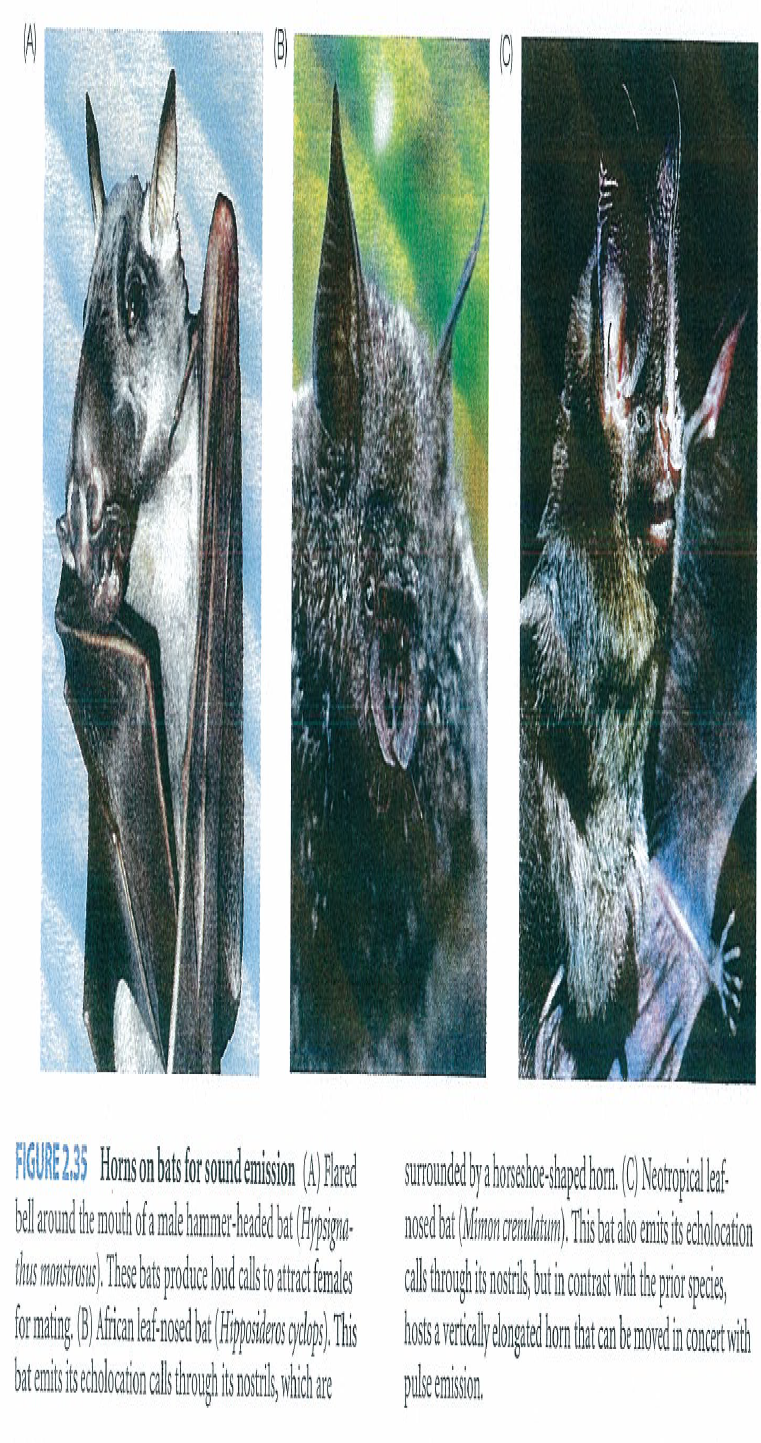 (A)
(B)
(C)
FIGURE 2.35 Horns on bats for sound emission (A) Flared
bell around the mouth of a male hammer-headed bat (Hypsigna-
thus monstrosus). These bats produce loud calls to attract females
for mating. (B) African leaf-nosed bat (Hipposideros cyclops). This
bat emits its echolocation calls through its nostrils, which are
surrounded by a horseshoe-shaped horn. (C) Neotropical leaf-
nosed bat (Mimon crenulatum). This bat also emits its echolocation
calls through its nostrils, but in contrast with the prior species,
hosts a vertically elongated horn that can be moved in concert with
pulse emission.